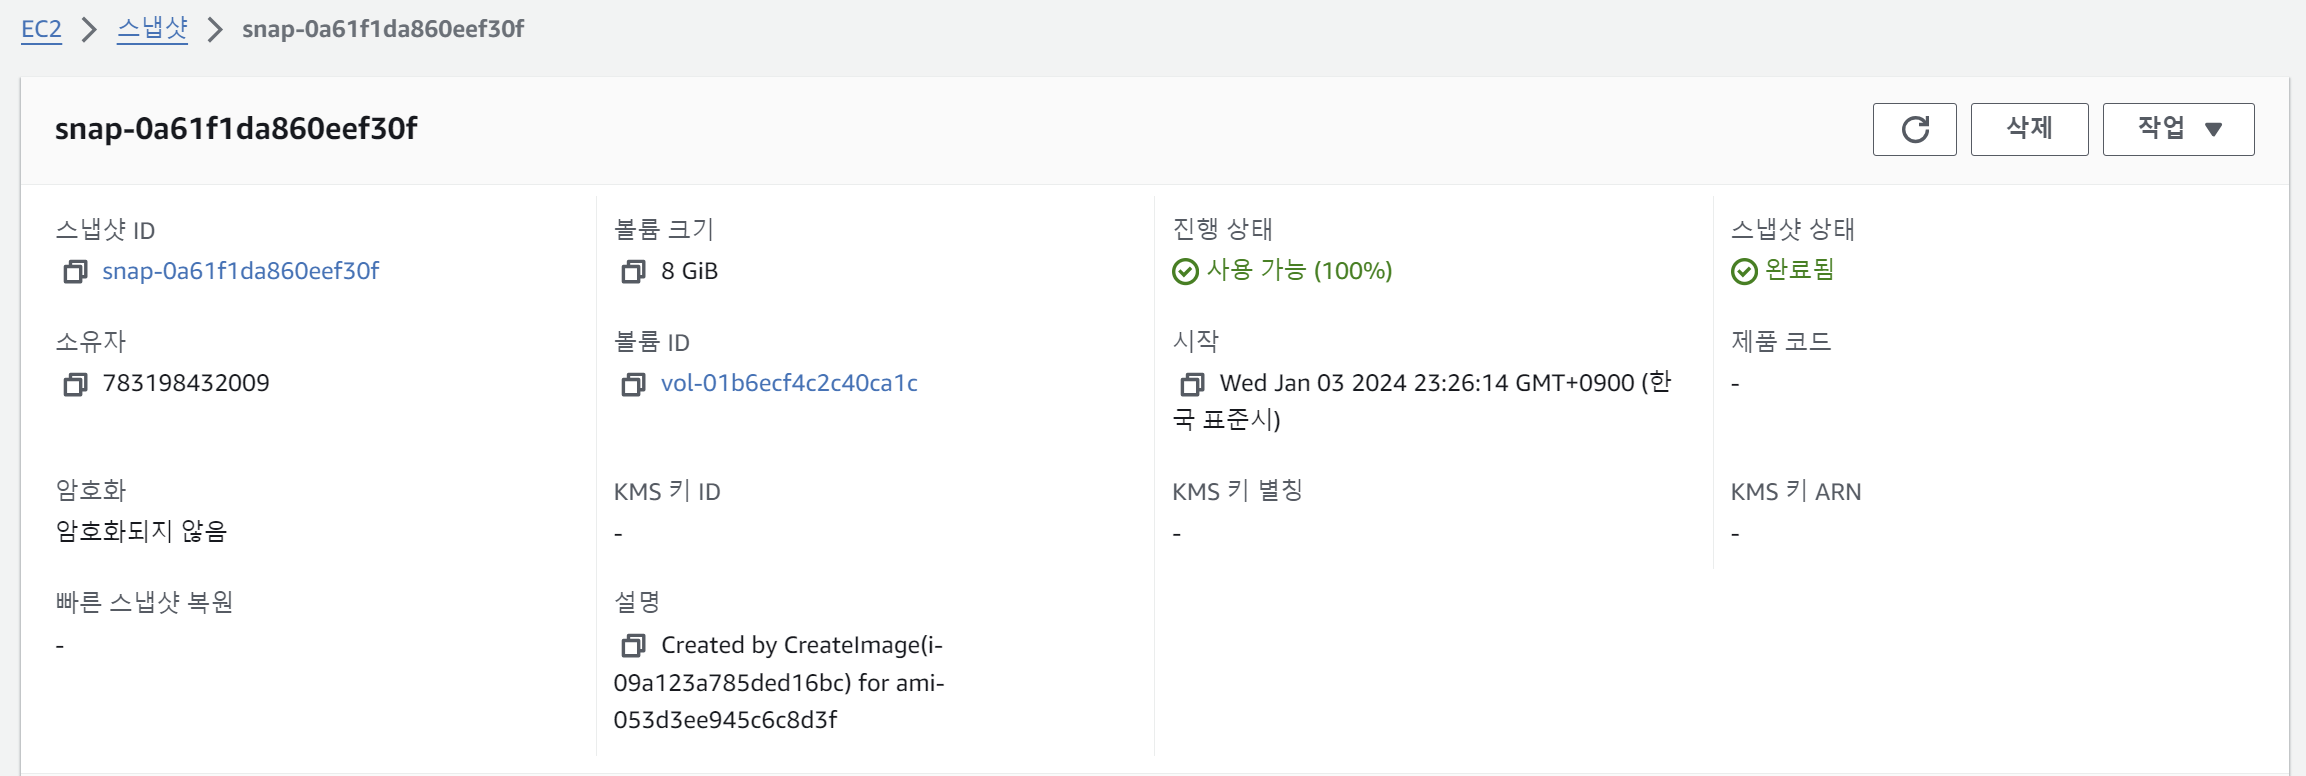 EC2 > 스냅샷 > snap-0a61f1da860eef30f
snap-0a61f1da860eef30f
삭제
작업
스냅샷 ID
snap-0a61f1da860eef30f
볼륨 크기
8 GiB
진행 상태
사용 가능 (100%)
스냅샷 상태
완료됨
소유자
783198432009
볼륨 ID
vol-01b6ecf4c2c40ca1c
시작
Wed Jan 03 2024 23:26:14 GMT+0900 (한
국 표준시)
제품 코드
-
암호화
암호화되지 않음
KMS 키 ID
-
KMS 키 별칭
-
KMS 키 ARN
-
빠른 스냅샷 복원
-
설명
Created by CreateImage(i-
09a123a785ded16bc) for ami-
053d3ee945c6c8d3f